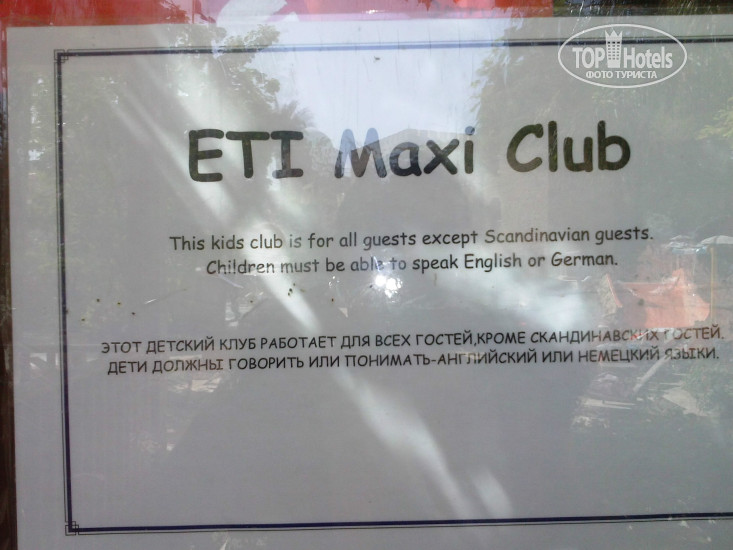 TOP Hotels
ФОТО ТУРИСТА
ETI Maxi Club
This kids club is for all guests except Scandinavian guests.
Children must be able to speak English or German.
ЭТОТ ДЕТСКИЙ КЛУБ РАБОТАЕТ ДЛЯ ВСЕХ ГОСТЕЙ,КРОМЕ СКАНДИНАВСКИХ ГОСТЕЙ.
ДЕТИ ДОЛЖНЫ ГОВОРИТЬ ИЛИ ПОНИМАТЬ-АНГЛИЙСКИЙ ИЛИ НЕМЕЦКИЙ ЯЗЫКИ.